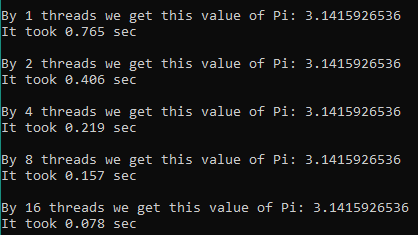 By 1 threads we get this value of Pi: 3.1415926536
It took 0.765 sec
By 2 threads we get this value of Pi: 3.1415926536
It took 0.406 sec
By 4 threads we get this value of Pi: 3.1415926536
It took 0.219 sec
By 8 threads we get this value of Pi: 3.1415926536
It took 0.157 sec
By 16 threads we get this value of Pi: 3.1415926536
It took 0.078 sec